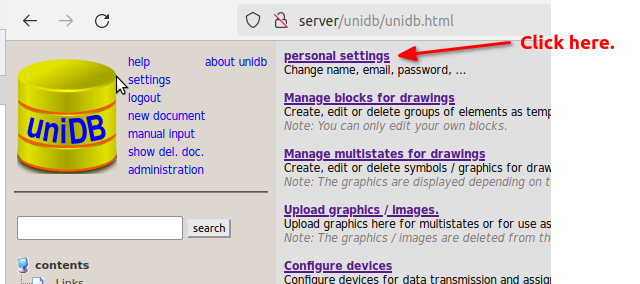 server/unidb/unidb.html
Click here.
uniDB
help about unidb
settings
logout
new document
manual input
show del. doc.
administration
search
contents
Links
personal settings
Change name, email, password, ...
Manage blocks for drawings
Create, edit or delete groups of elements as temp
Note: You can only edit your own blocks.
Manage multistates for drawings
Create, edit or delete symbols / graphics for draw
Note: The graphics are displayed depending on t
Upload graphics / images.
Upload graphics here for multistates or for use as
Note: The graphics / images are deleted from th
Configure devices
Configure devices for data transmission and assign